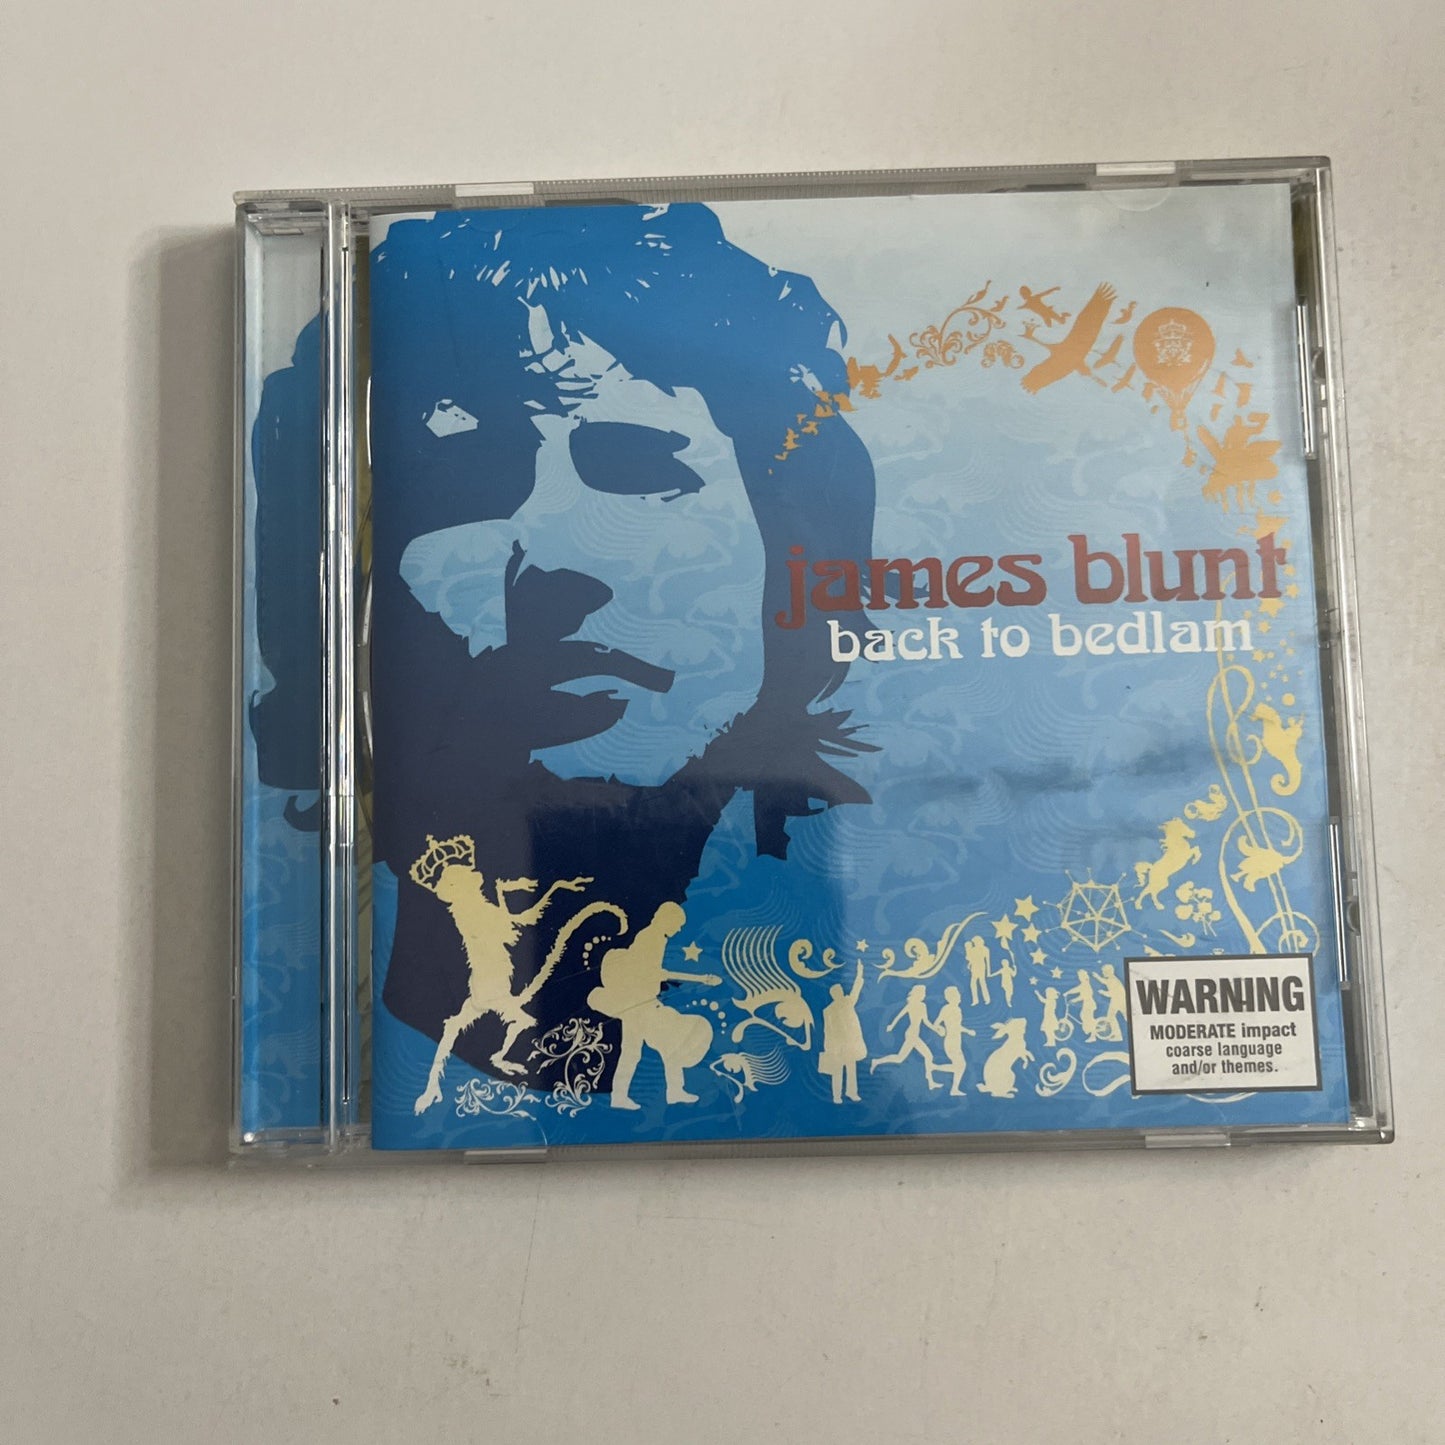 james blunt
back to bedlam
WARNING
MODERATE impact
coarse language
and/or themes.